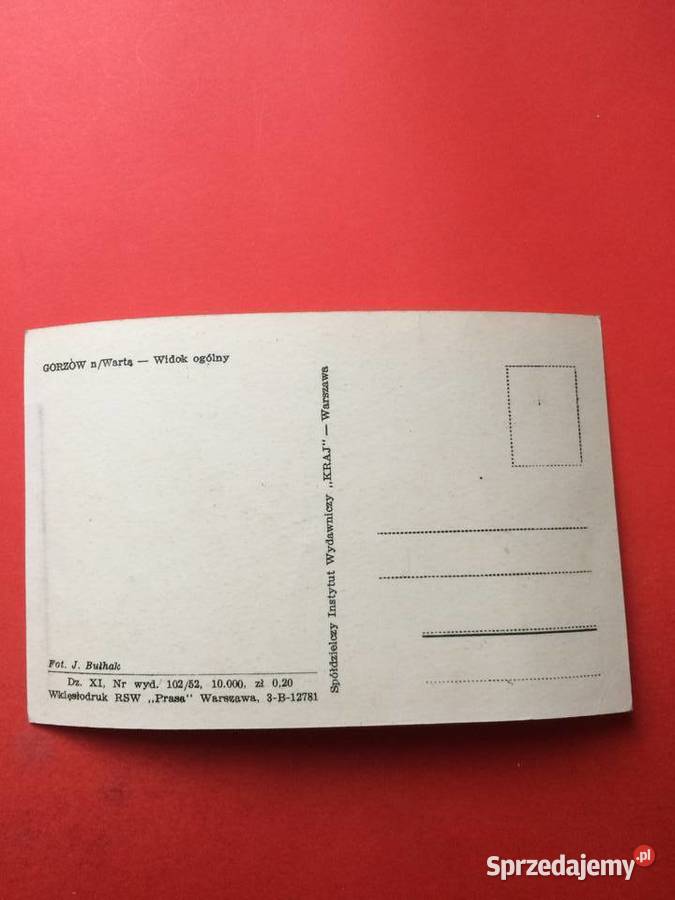 GORZÓW n/Wartą — Widok ogólny
Spółdzielczy Instytut Wydawniczy „KRAJ” — Warszawa
Fot. J. Bułhak
Dz. XI, Nr wyd. 102/52, 10.000, zł 0,20
Wklęsłodruk RSW „Prasa” Warszawa, 3-B-12781
Sprzedajemy.pl